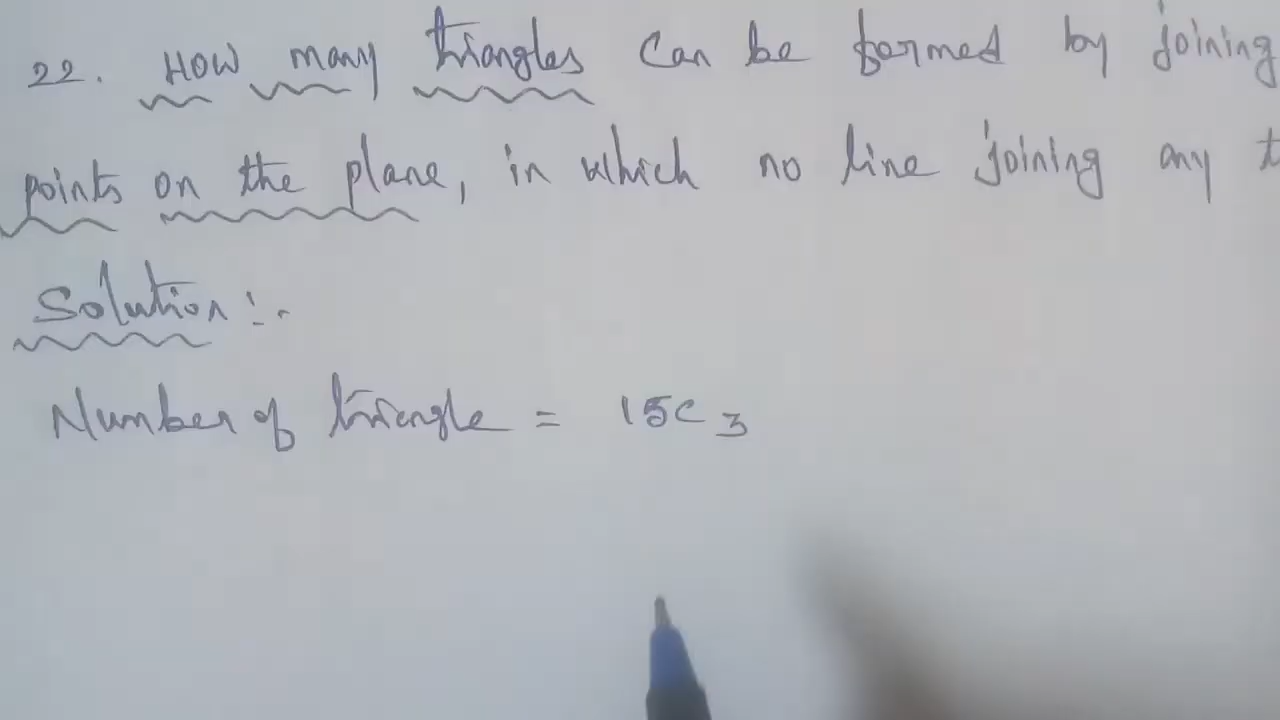 22. How many triangles can be formed by joining
points on the plane, in which no line joining any
Solution :-
Number of triangle = 15C3